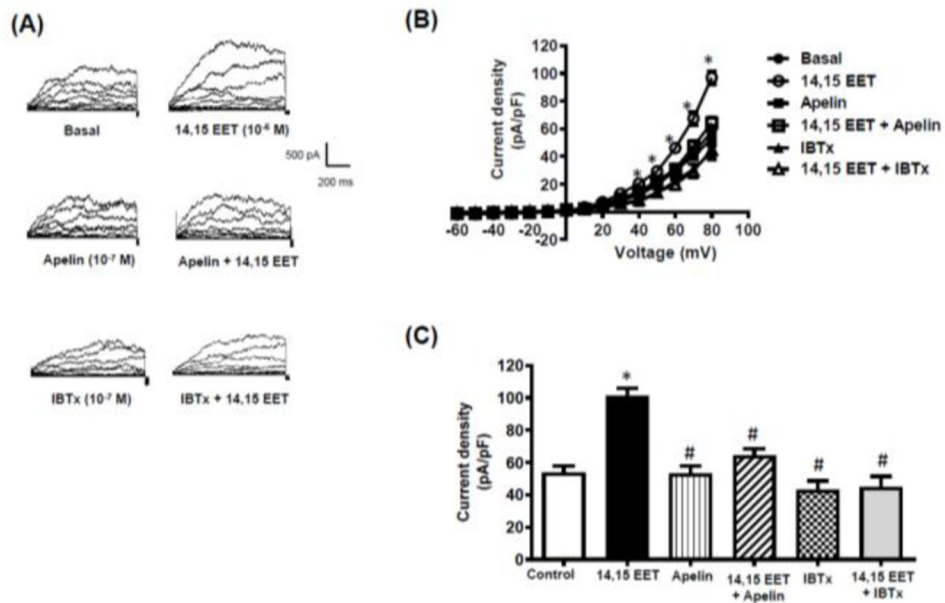 (A)
Basal
14,15 EET (10⁻⁶ M)
500 pA
200 ms
Apelin (10⁻⁷ M)
Apelin + 14,15 EET
IBTx (10⁻⁷ M)
IBTx + 14,15 EET
(B)
Current density
(pA/pF)
120
100
80
60
40
20
-20
-60
-40
-20
20
40
60
80
100
Voltage (mV)
*
*
*
*
*
Basal
14,15 EET
Apelin
14,15 EET + Apelin
IBTx
14,15 EET + IBTx
(C)
Current density
(pA/pF)
120
100
80
60
40
20
0
*
#
#
#
#
Control
14,15 EET
Apelin
14,15 EET
+ Apelin
IBTx
14,15 EET
+ IBTx